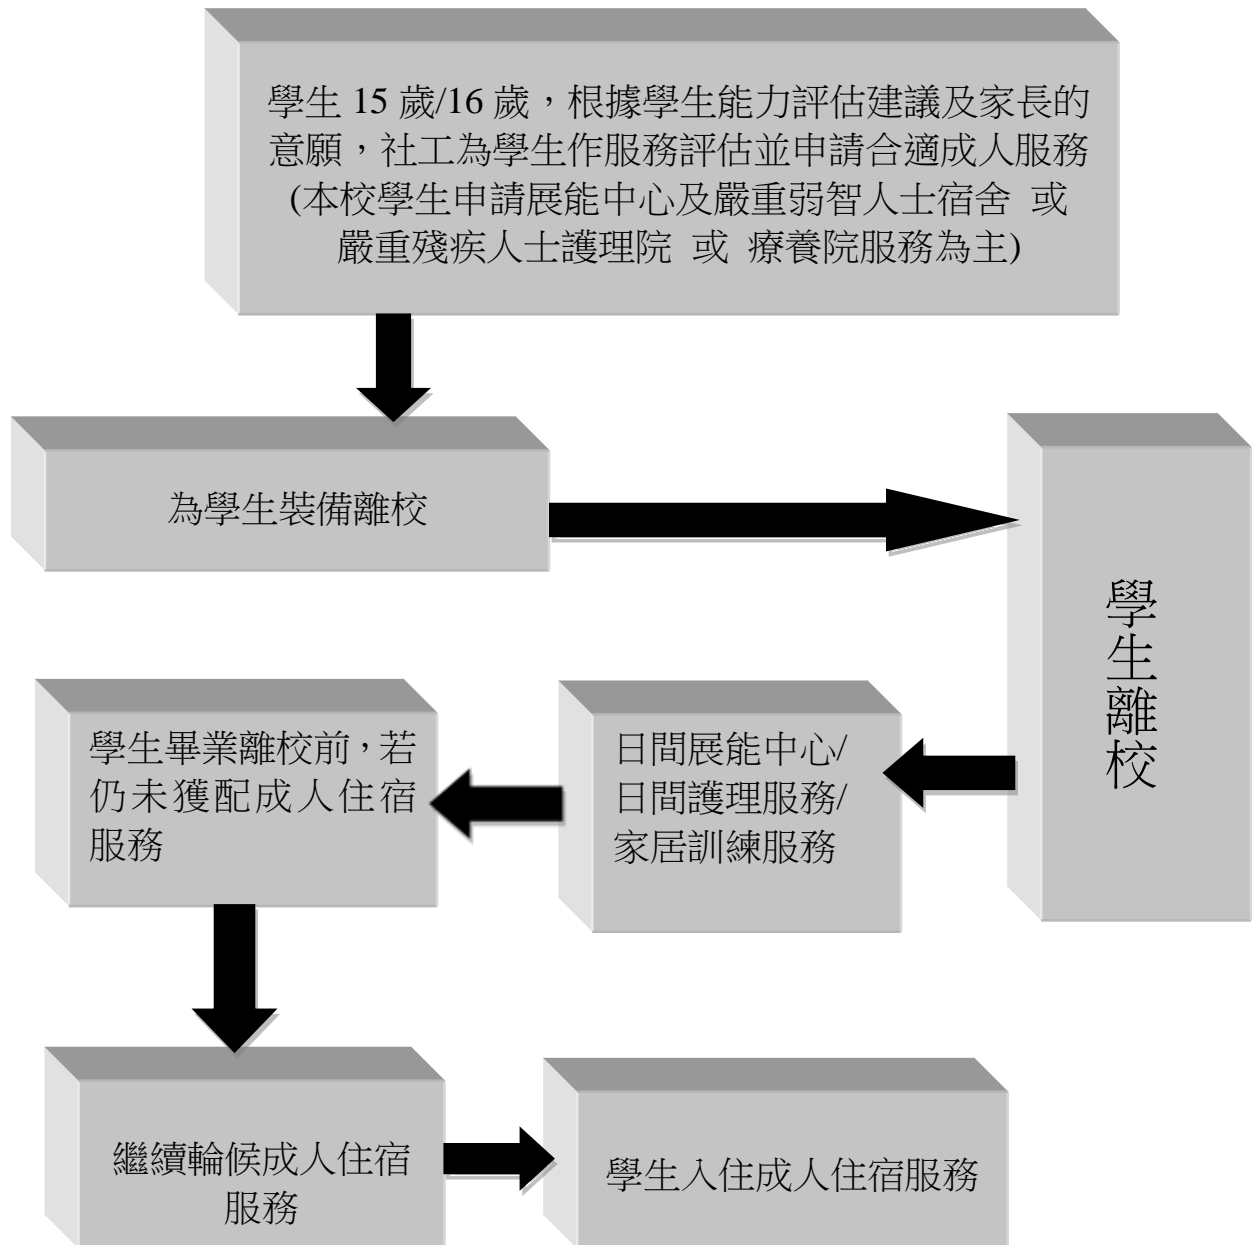 學生 15 歲/16 歲，根據學生能力評估建議及家長的
意願，社工為學生作服務評估並申請合適成人服務
(本校學生申請展能中心及嚴重弱智人士宿舍 或
嚴重殘疾人士護理院 或 療養院服務為主)
為學生裝備離校
學生離校
日間展能中心/
日間護理服務/
家居訓練服務
學生畢業離校前，若
仍未獲配成人住宿
服務
繼續輪候成人住宿
服務
學生入住成人住宿服務